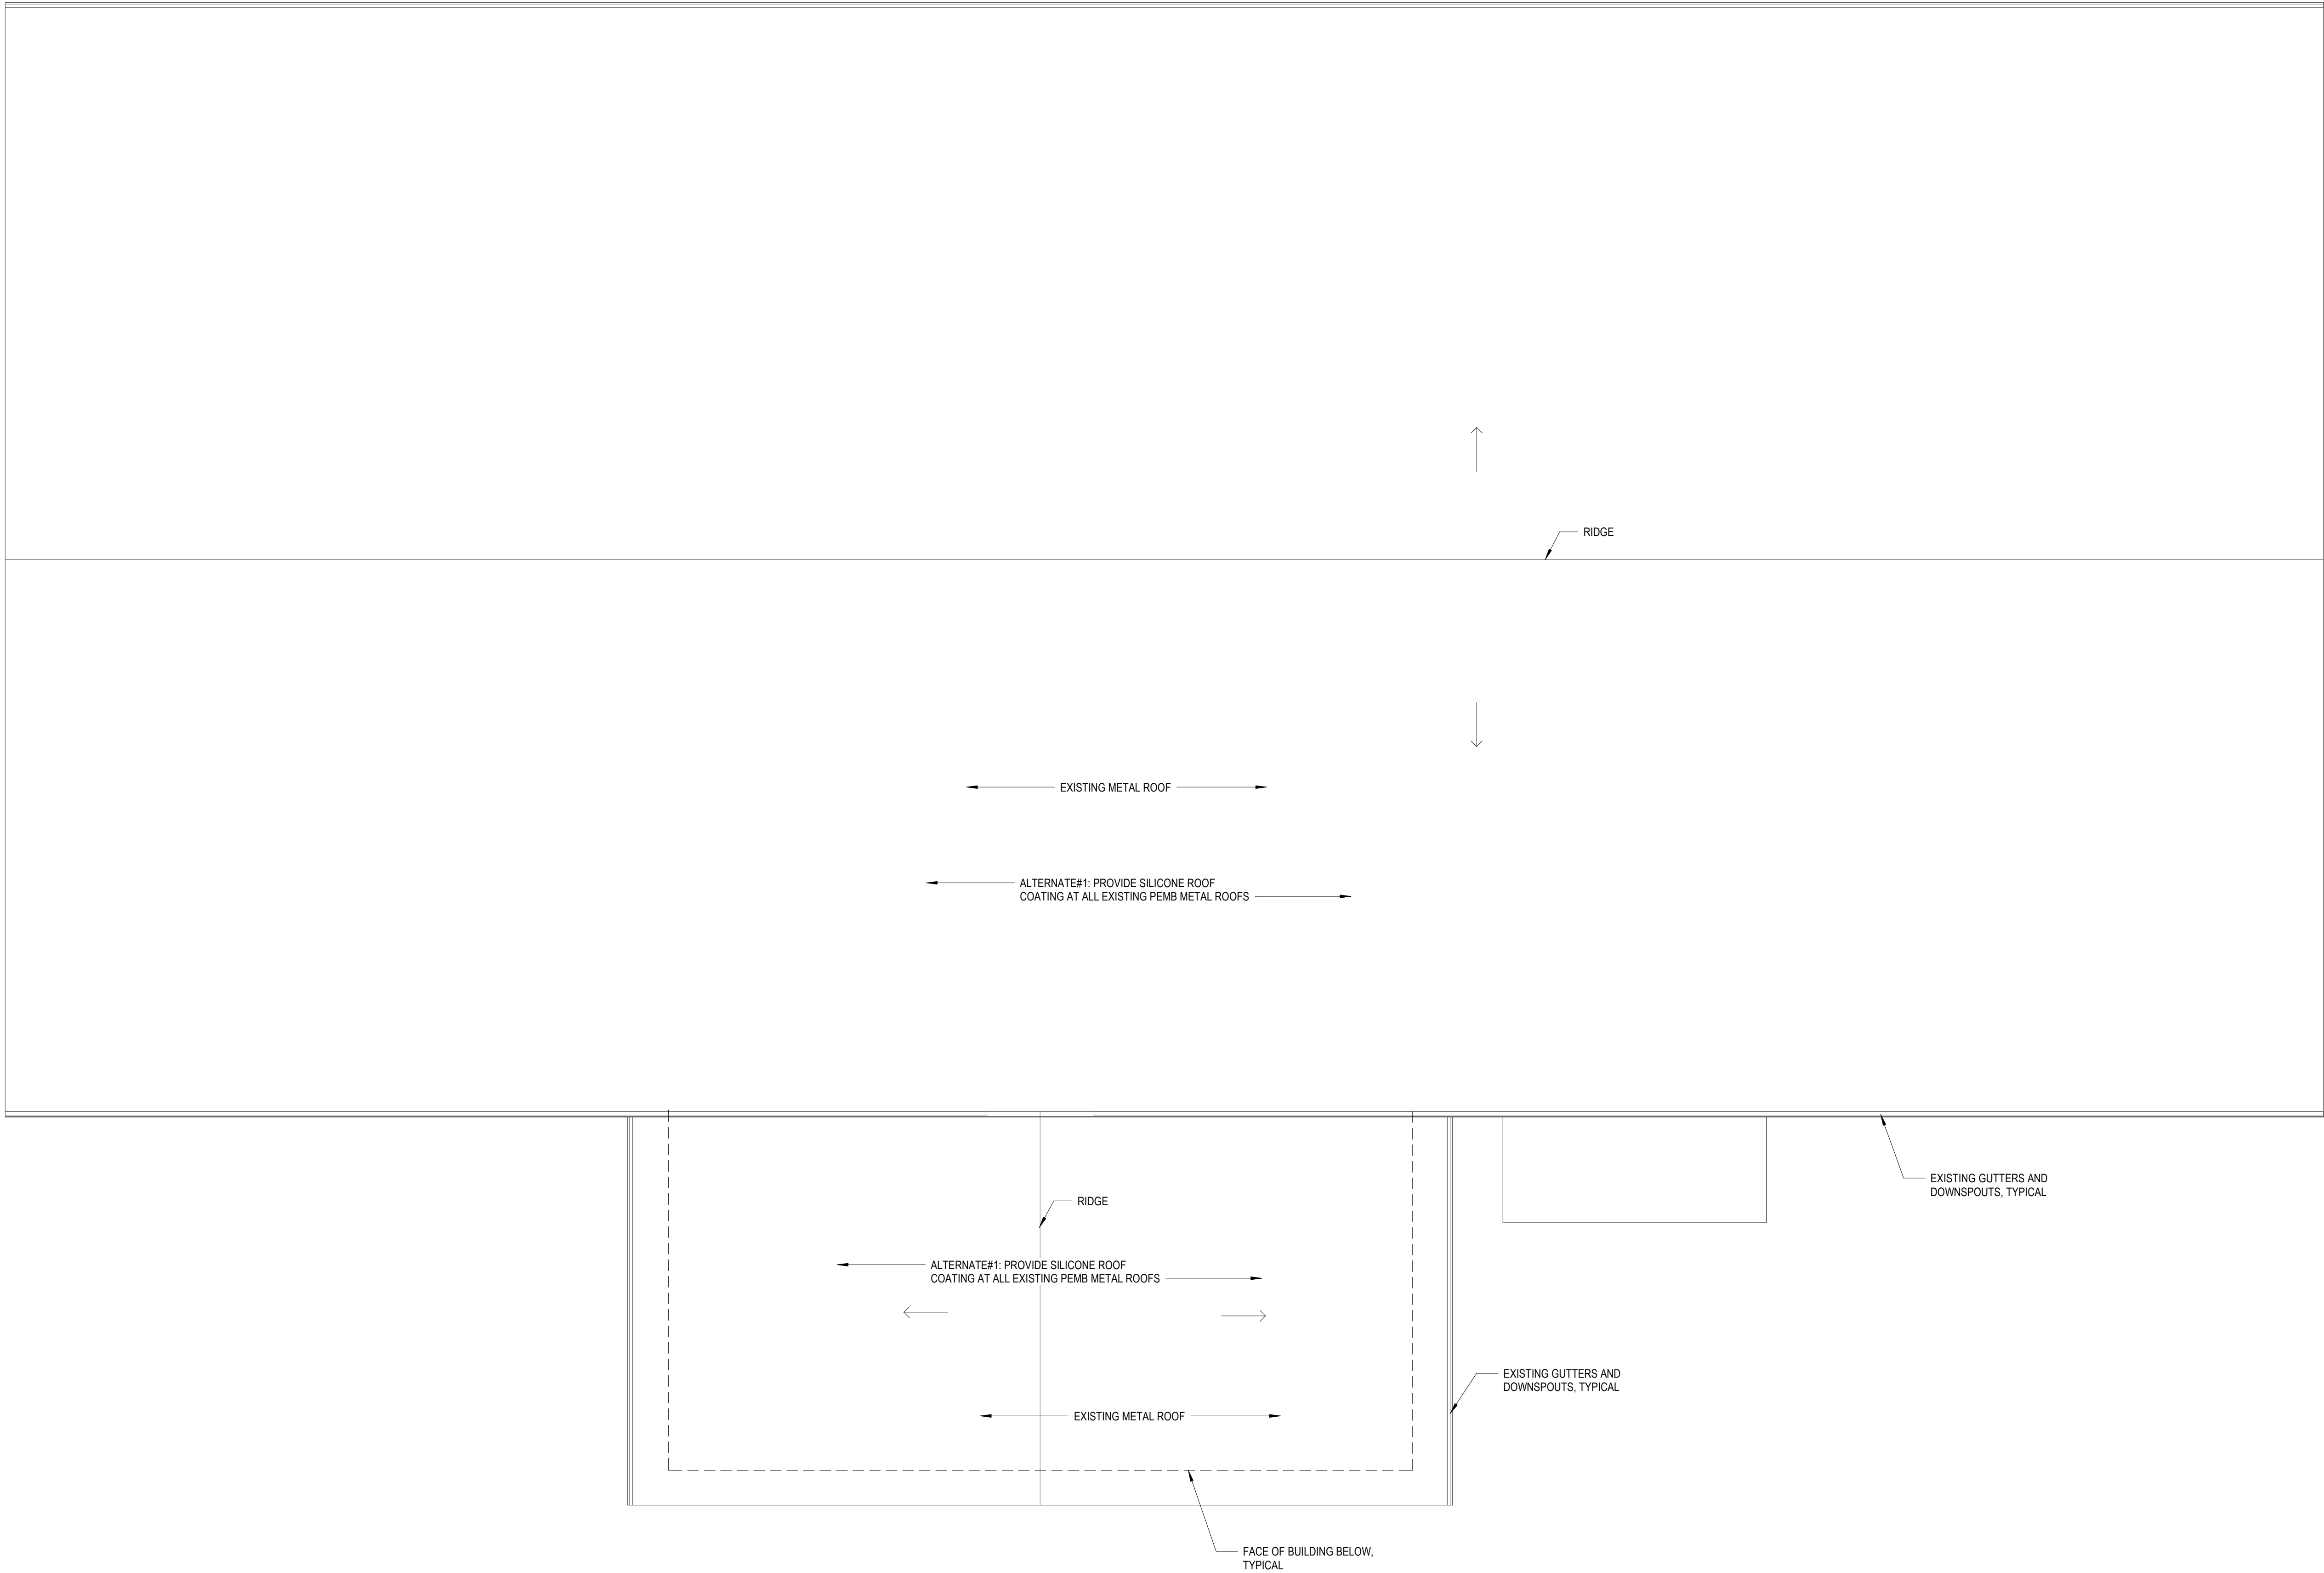 RIDGE
EXISTING METAL ROOF
ALTERNATE#1: PROVIDE SILICONE ROOF
COATING AT ALL EXISTING PEMB METAL ROOFS
EXISTING GUTTERS AND
DOWNSPOUTS, TYPICAL
RIDGE
ALTERNATE#1: PROVIDE SILICONE ROOF
COATING AT ALL EXISTING PEMB METAL ROOFS
EXISTING GUTTERS AND
DOWNSPOUTS, TYPICAL
EXISTING METAL ROOF
FACE OF BUILDING BELOW,
TYPICAL